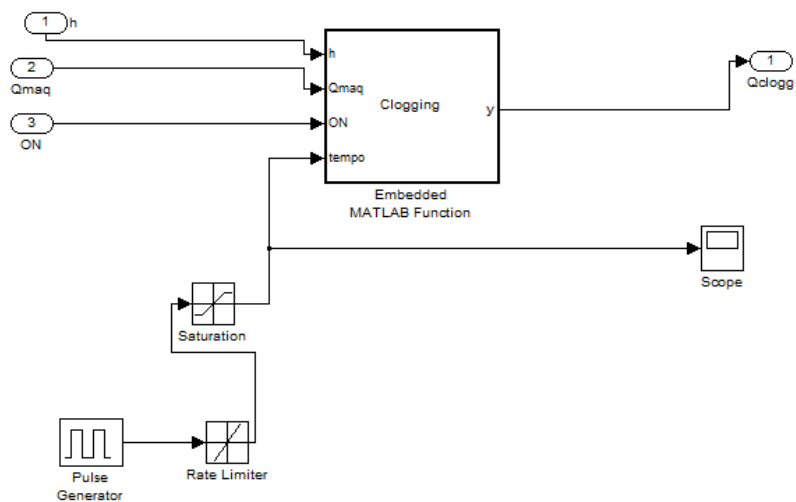 1
h
2
Qmaq
3
ON
h
Qmaq
ON
tempo
Clogging
y
Embedded
MATLAB Function
1
Qclogg
Scope
Saturation
Rate Limiter
Pulse
Generator